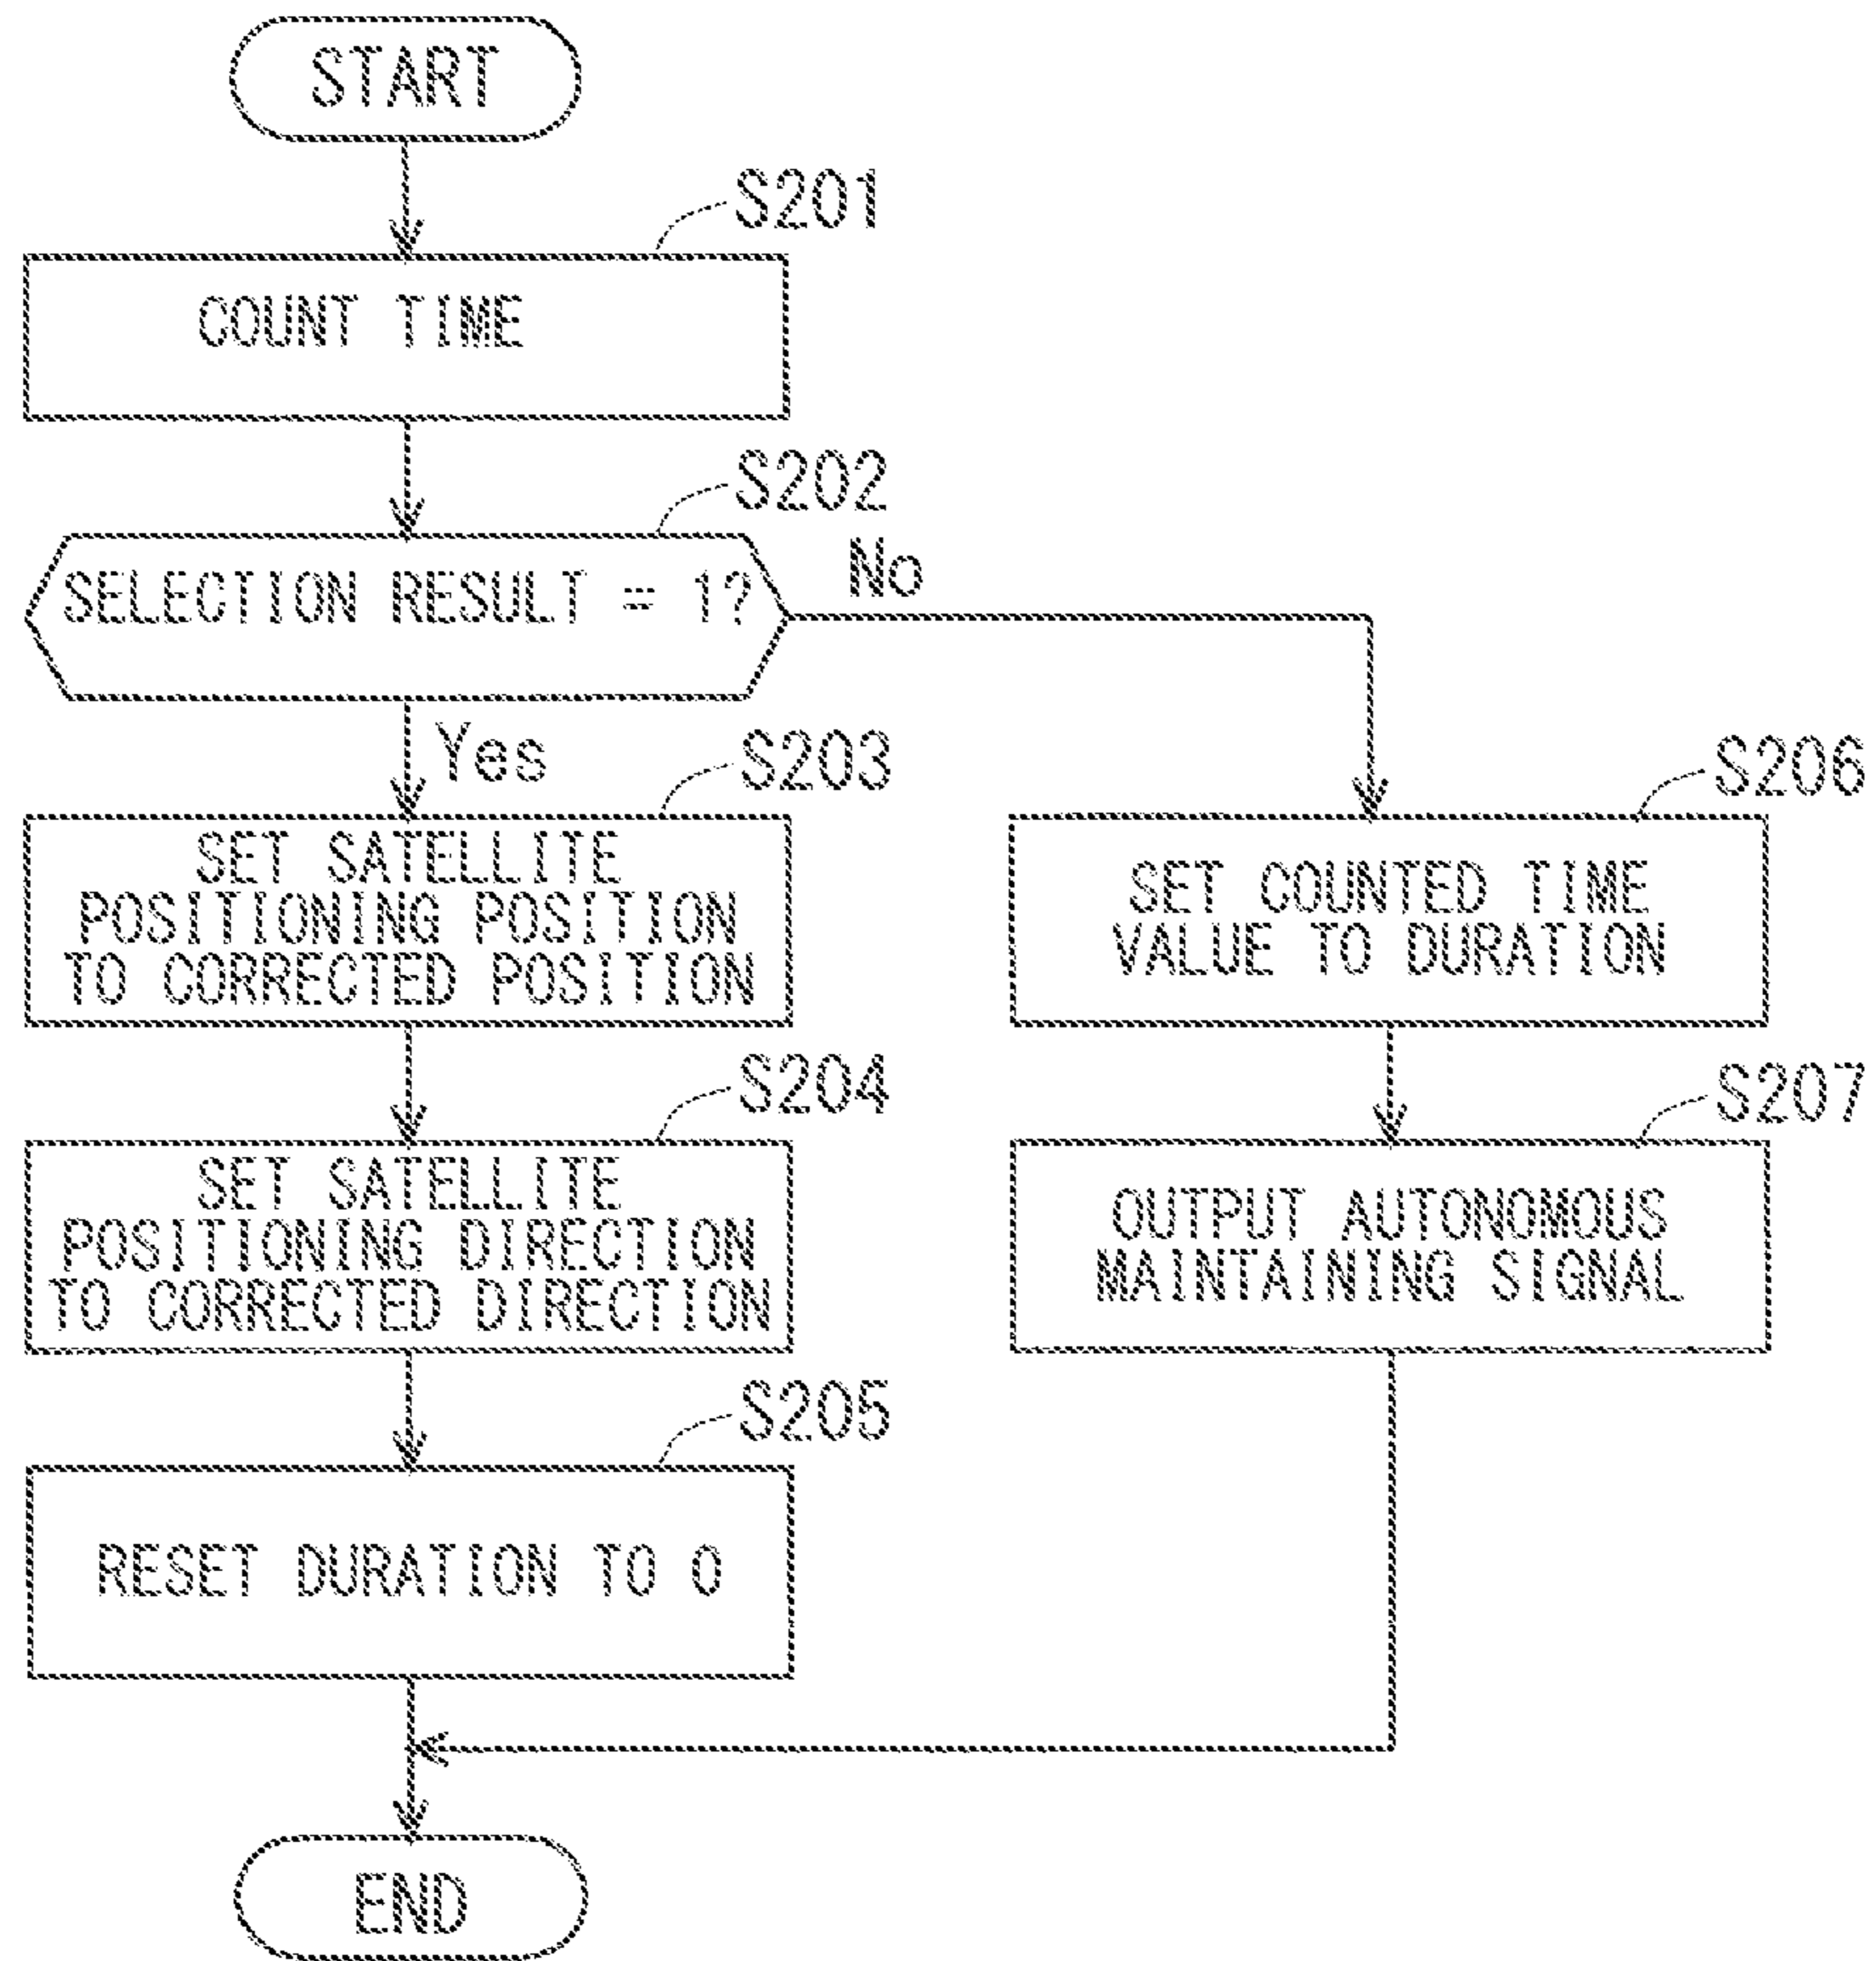 START
S201
COUNT TIME
S202
SELECTION RESULT = 1?
No
Yes
S203
SET SATELLITE
POSITIONING POSITION
TO CORRECTED POSITION
S206
SET COUNTED TIME
VALUE TO DURATION
S204
SET SATELLITE
POSITIONING DIRECTION
TO CORRECTED DIRECTION
S207
OUTPUT AUTONOMOUS
MAINTAINING SIGNAL
S205
RESET DURATION TO 0
END